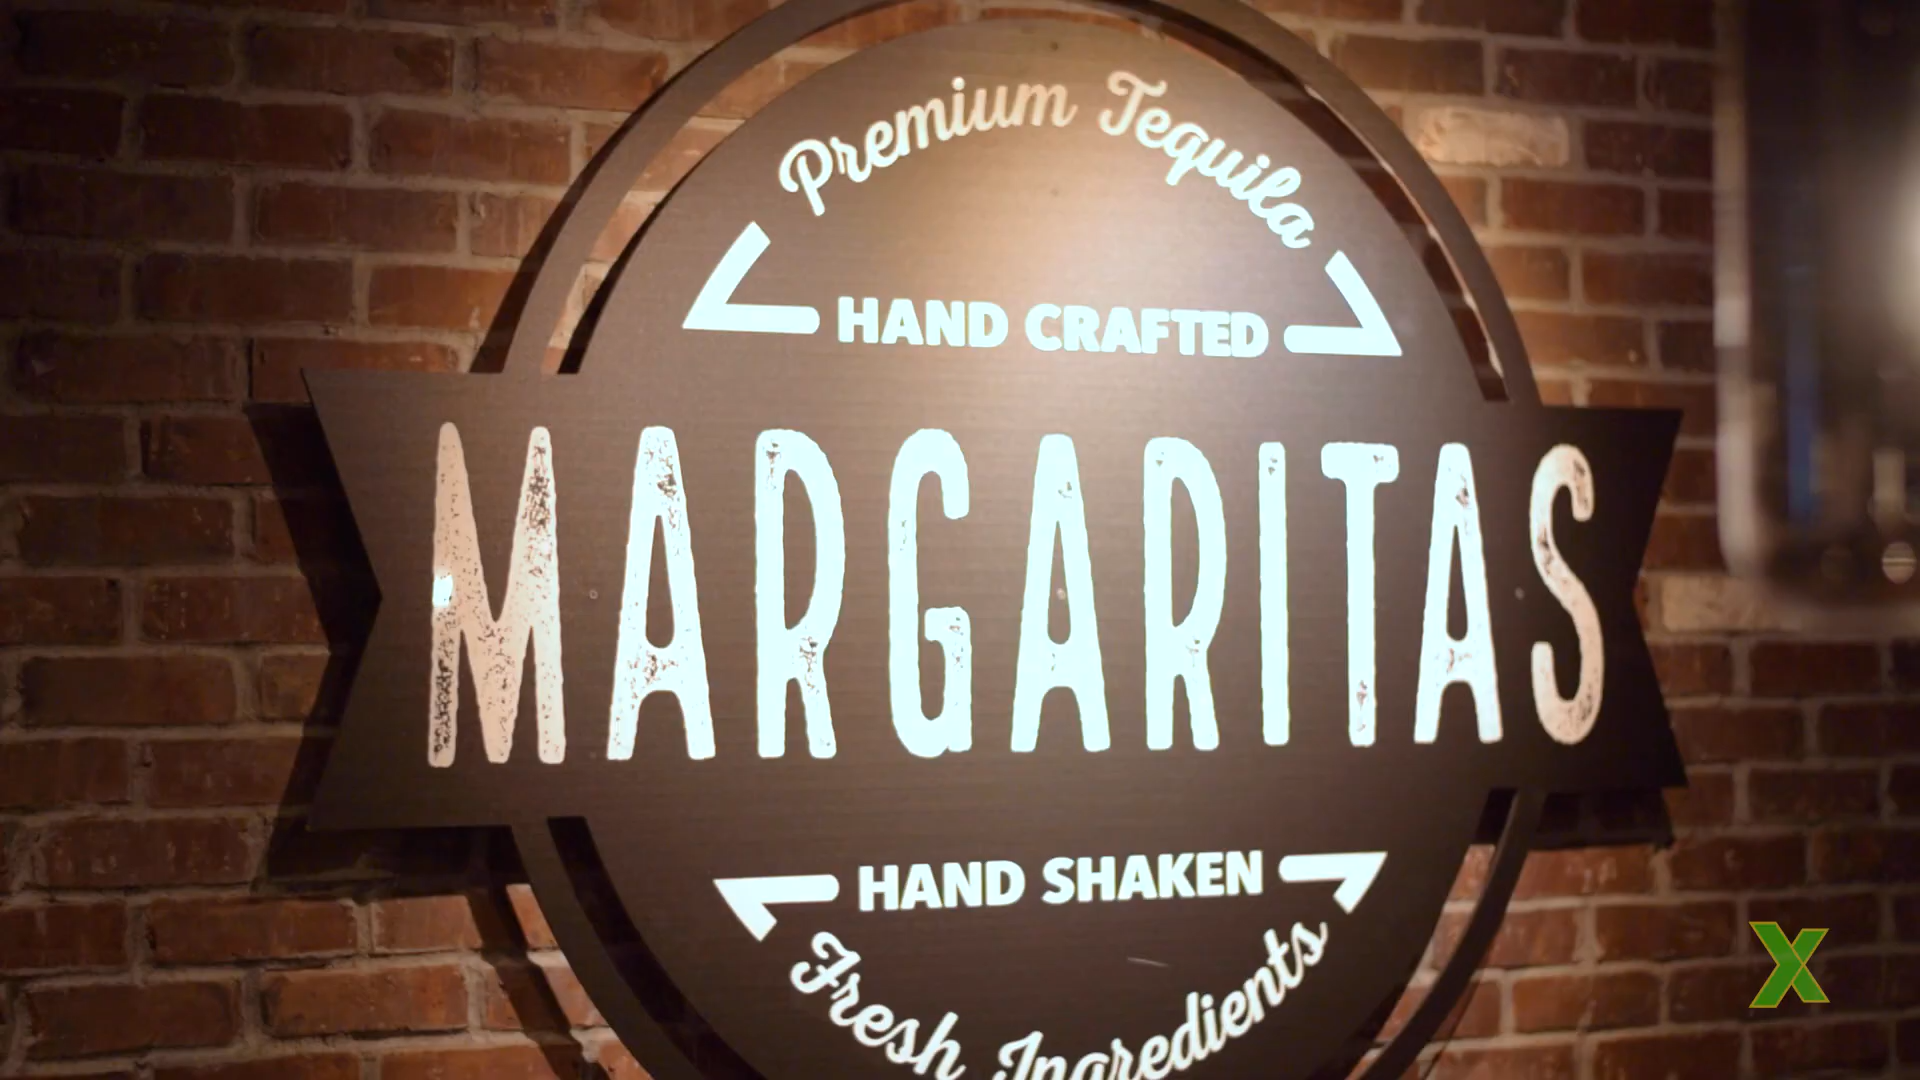 Premium Tequila
HAND CRAFTED
MARGARITAS
HAND SHAKEN
Fresh Ingredients
X